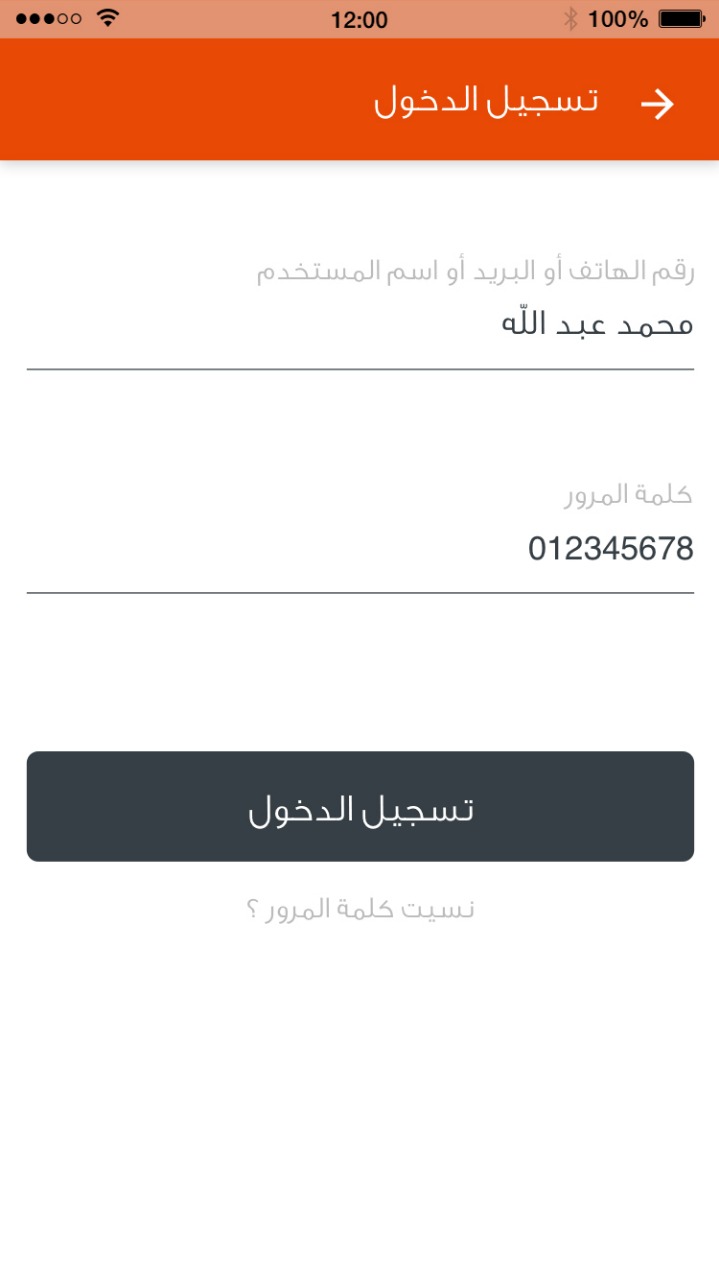 12:00 100%
تسجيل الدخول
رقم الهاتف أو البريد أو اسم المستخدم
محمد عبد اللّه
كلمة المرور
012345678
تسجيل الدخول
نسيت كلمة المرور ؟